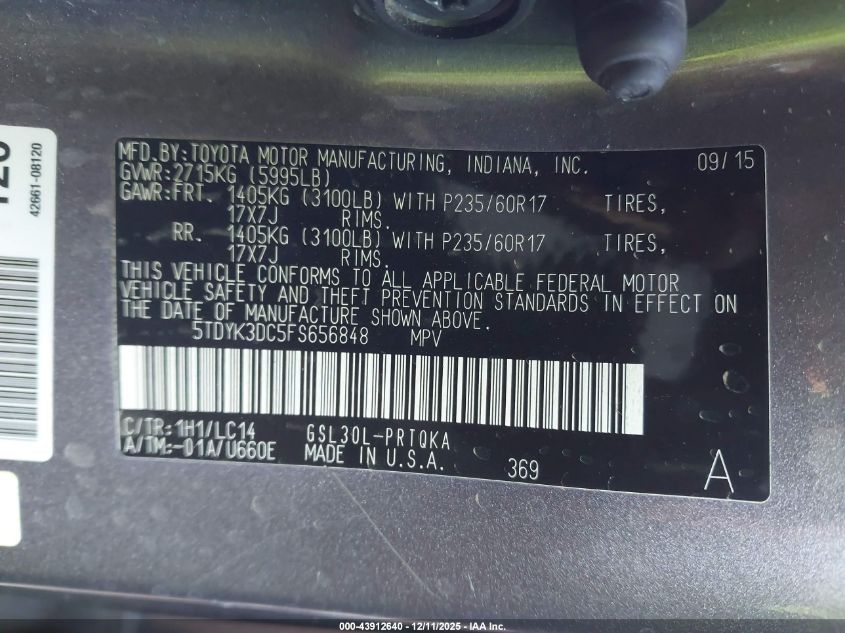 42661-08120
MFD.BY:TOYOTA MOTOR MANUFACTURING, INDIANA, INC. 09/15
GVWR:2715KG (5995LB)
GAWR:FRT. 1405KG (3100LB) WITH P235/60R17 TIRES,
17X7J RIMS.
RR. 1405KG (3100LB) WITH P235/60R17 TIRES,
17X7J RIMS.
THIS VEHICLE CONFORMS TO ALL APPLICABLE FEDERAL MOTOR
VEHICLE SAFETY AND THEFT PREVENTION STANDARDS IN EFFECT ON
THE DATE OF MANUFACTURE SHOWN ABOVE.
5TDYK3DC5FS656848 MPV
C/TR:1H1/LC14 GSL30L-PRTQKA
A/TM:-01A/U660E MADE IN U.S.A. 369 A
000-43912640 - 12/11/2025 - IAA Inc.